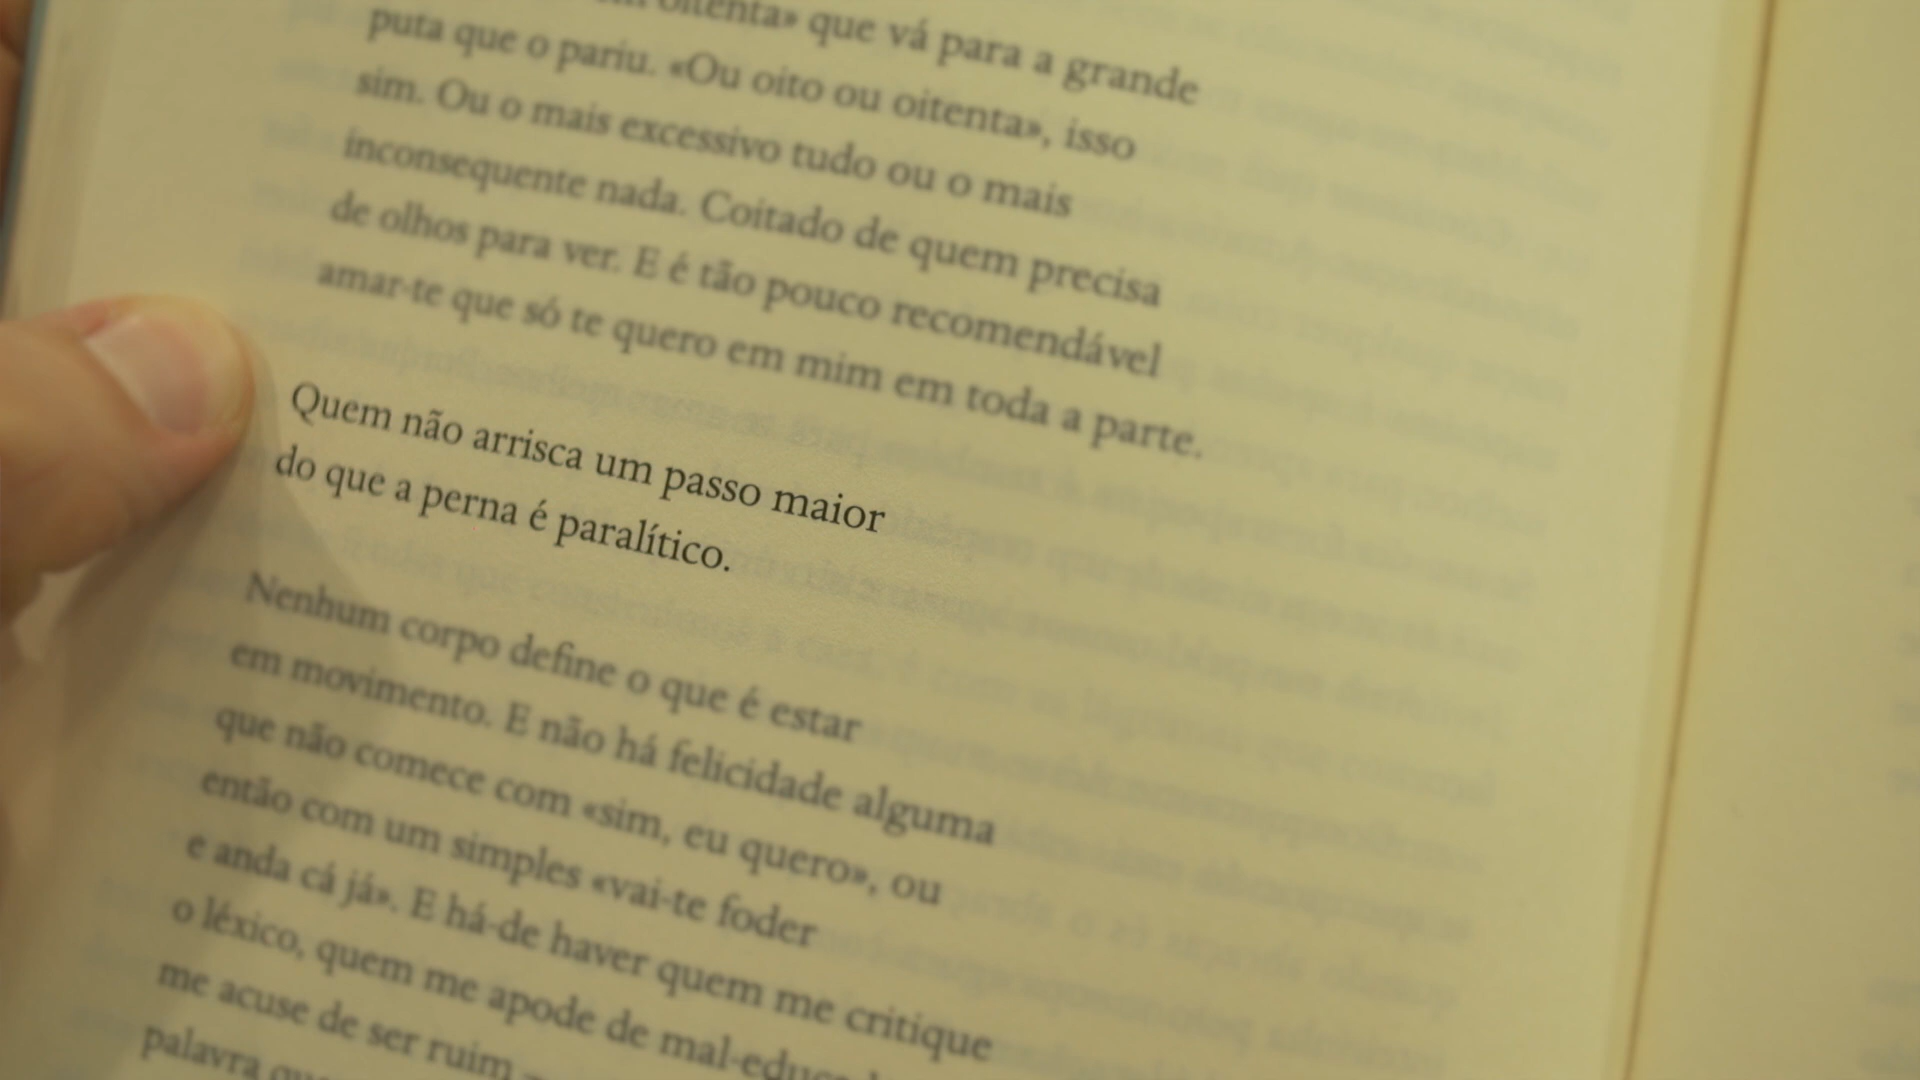 oitenta» que vá para a grande
puta que o pariu. «Ou oito ou oitenta», isso
sim. Ou o mais excessivo tudo ou o mais
inconsequente nada. Coitado de quem precisa
de olhos para ver. E é tão pouco recomendável
amar-te que só te quero em mim em toda a parte.
Quem não arrisca um passo maior
do que a perna é paralítico.
Nenhum corpo define o que é estar
em movimento. E não há felicidade alguma
que não comece com «sim, eu quero», ou
então com um simples «vai-te foder
e anda cá já». E há-de haver quem me critique
o léxico, quem me apode de mal-educ
me acuse de ser ruim
palavra